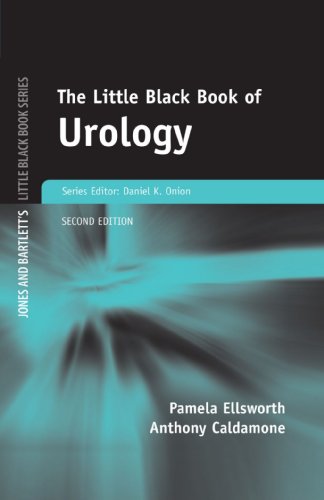 The Little Black Book of
Urology
Series Editor: Daniel K. Onion
SECOND EDITION
JONES AND BARTLETT'S LITTLE BLACK BOOK SERIES
Pamela Ellsworth
Anthony Caldamone